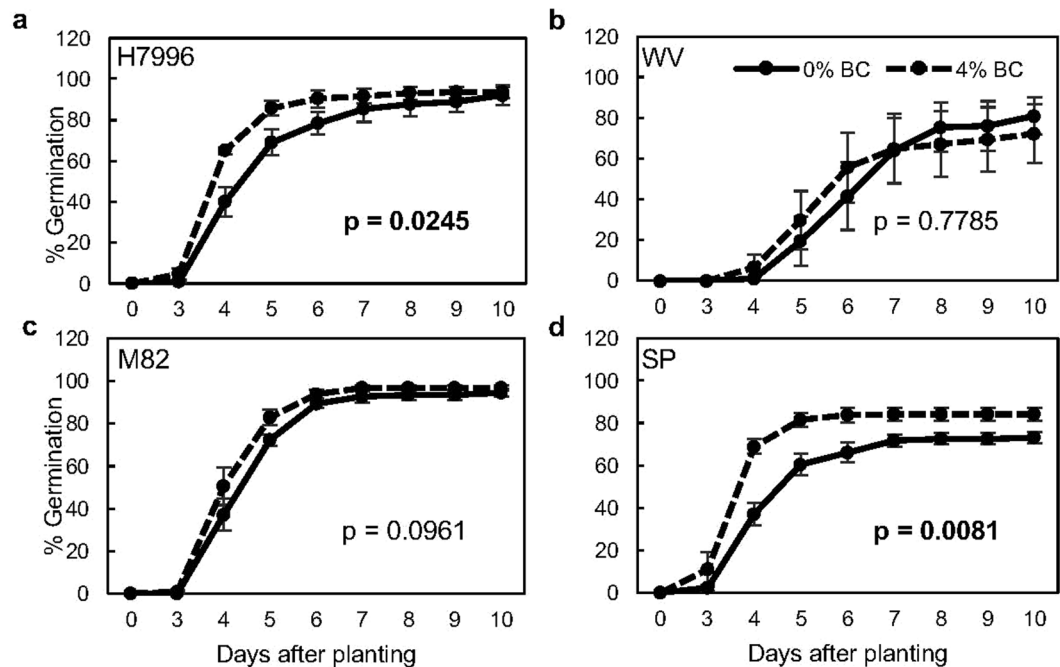 a
H7996
% Germination
120
100
80
60
40
20
0
p = 0.0245
0 3 4 5 6 7 8 9 10
b
WV
0% BC 4% BC
120
100
80
60
40
20
0
p = 0.7785
0 3 4 5 6 7 8 9 10
c
M82
% Germination
120
100
80
60
40
20
0
p = 0.0961
0 3 4 5 6 7 8 9 10
Days after planting
d
SP
120
100
80
60
40
20
0
p = 0.0081
0 3 4 5 6 7 8 9 10
Days after planting